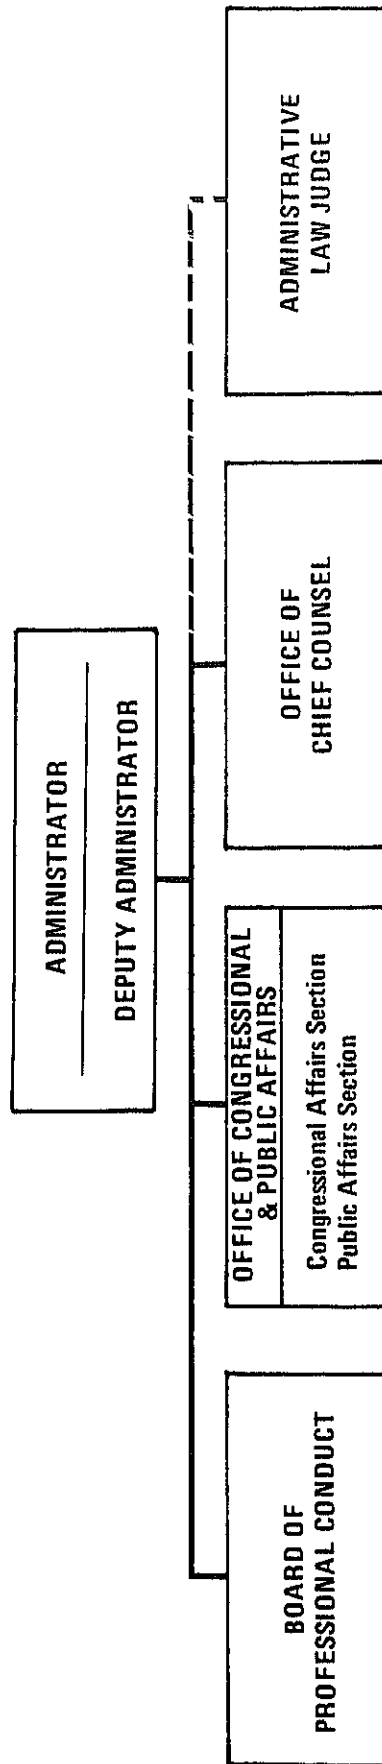 ADMINISTRATOR
DEPUTY ADMINISTRATOR
BOARD OF
PROFESSIONAL CONDUCT
OFFICE OF CONGRESSIONAL
& PUBLIC AFFAIRS
Congressional Affairs Section
Public Affairs Section
OFFICE OF
CHIEF COUNSEL
ADMINISTRATIVE
LAW JUDGE